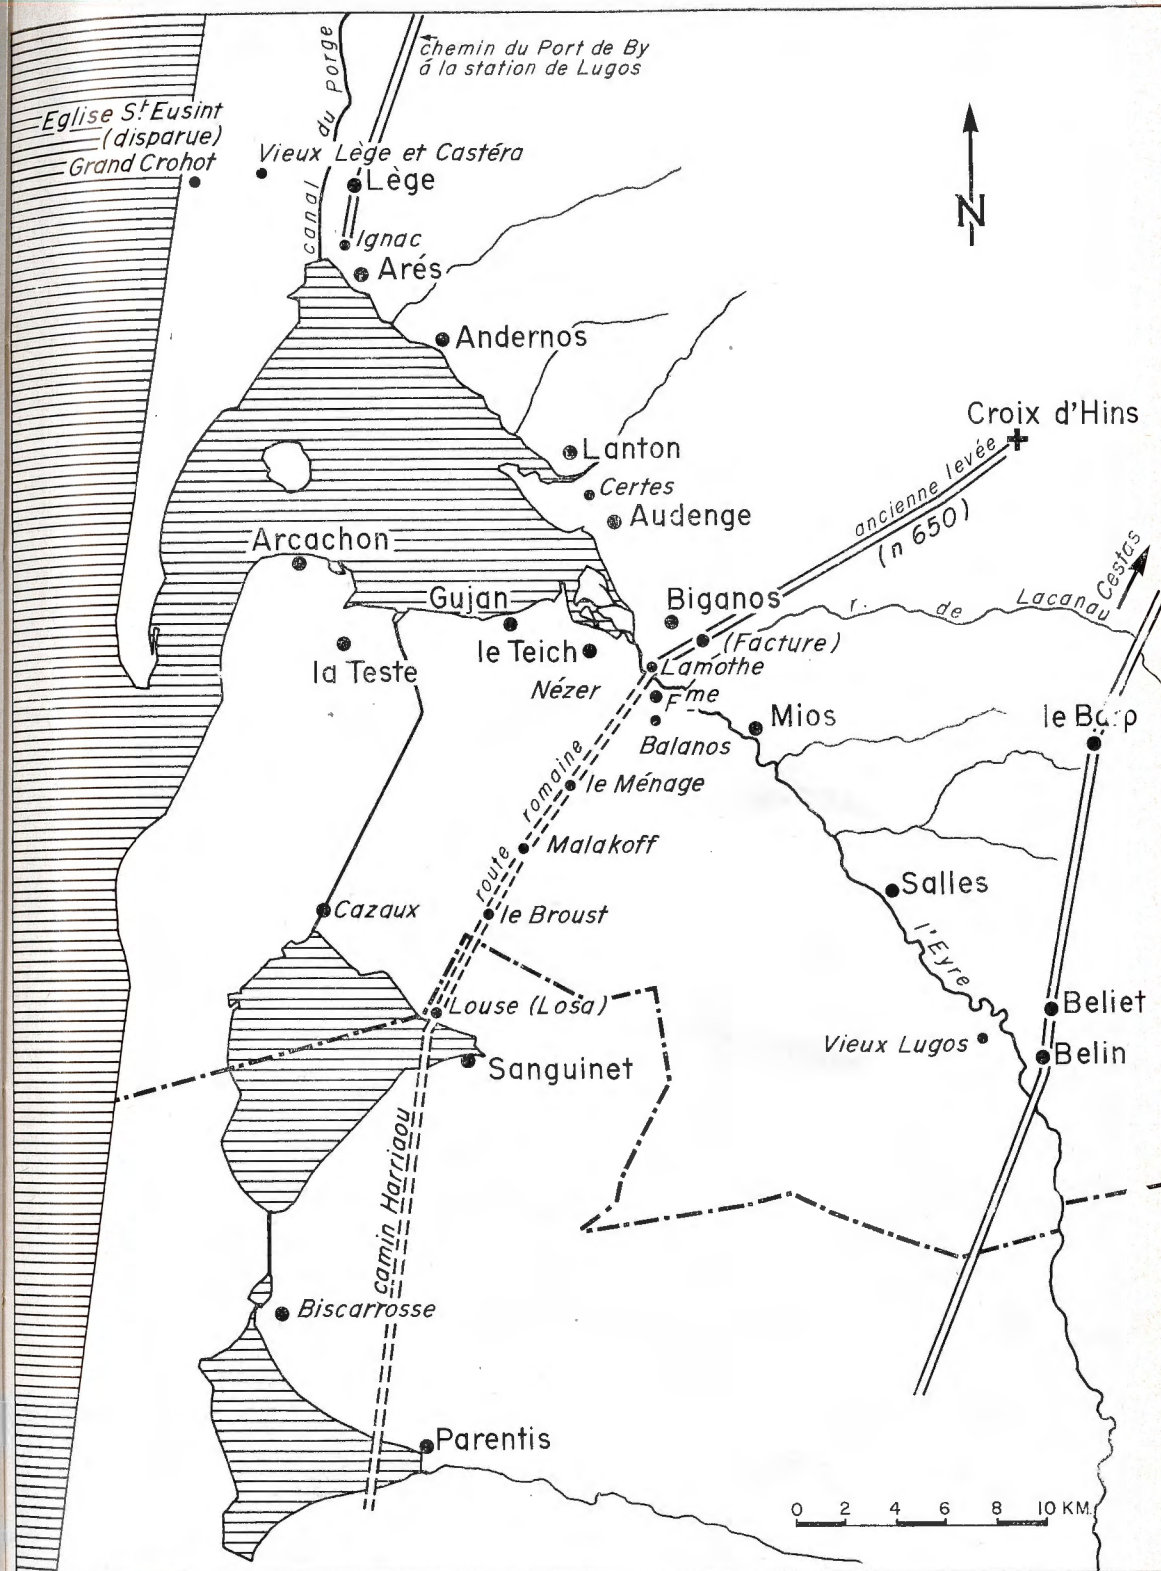 chemin du Port de By
á la station de Lugos
canal du Porge
Eglise St Eusint
(disparue)
Grand Crohot
Vieux Lège et Castéra
Lège
Ignac
Arés
N
Andernos
Croix d'Hins
Lanton
Certes
Audenge
ancienne levée
(n 650)
Cestas
Arcachon
Gujan
Biganos
r. de Lacanau
(Facture)
le Teich
la Teste
Lamothe
Nézer
Fme
Balanos
Mios
le Barp
route romaine
le Ménage
Malakoff
Salles
Cazaux
le Broust
l'Eyre
Louse (Losa)
Beliet
Vieux Lugos
Belin
Sanguinet
camin Harriaou
Biscarrosse
Parentis
0 2 4 6 8 10 KM.